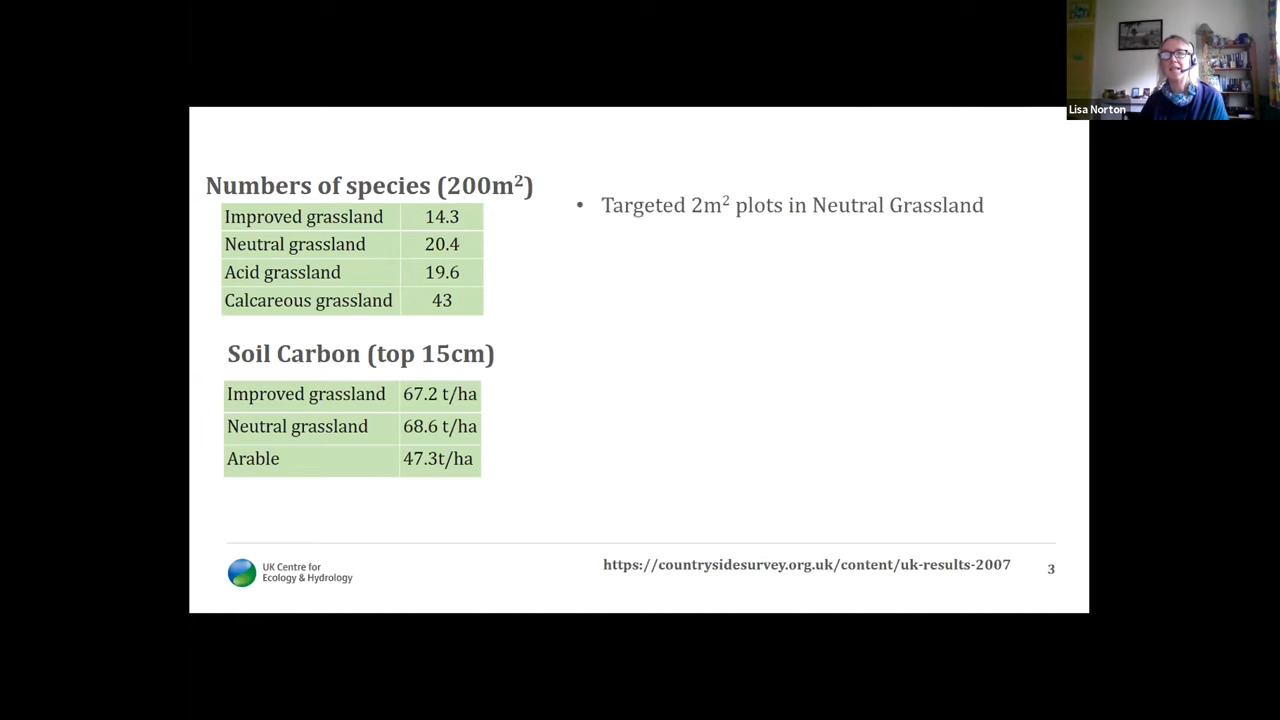 Lisa Norton
Numbers of species (200m²)
Improved grassland 14.3
Neutral grassland 20.4
Acid grassland 19.6
Calcareous grassland 43
Soil Carbon (top 15cm)
Improved grassland 67.2 t/ha
Neutral grassland 68.6 t/ha
Arable 47.3t/ha
• Targeted 2m² plots in Neutral Grassland
UK Centre for
Ecology & Hydrology
https://countrysidesurvey.org.uk/content/uk-results-2007
3